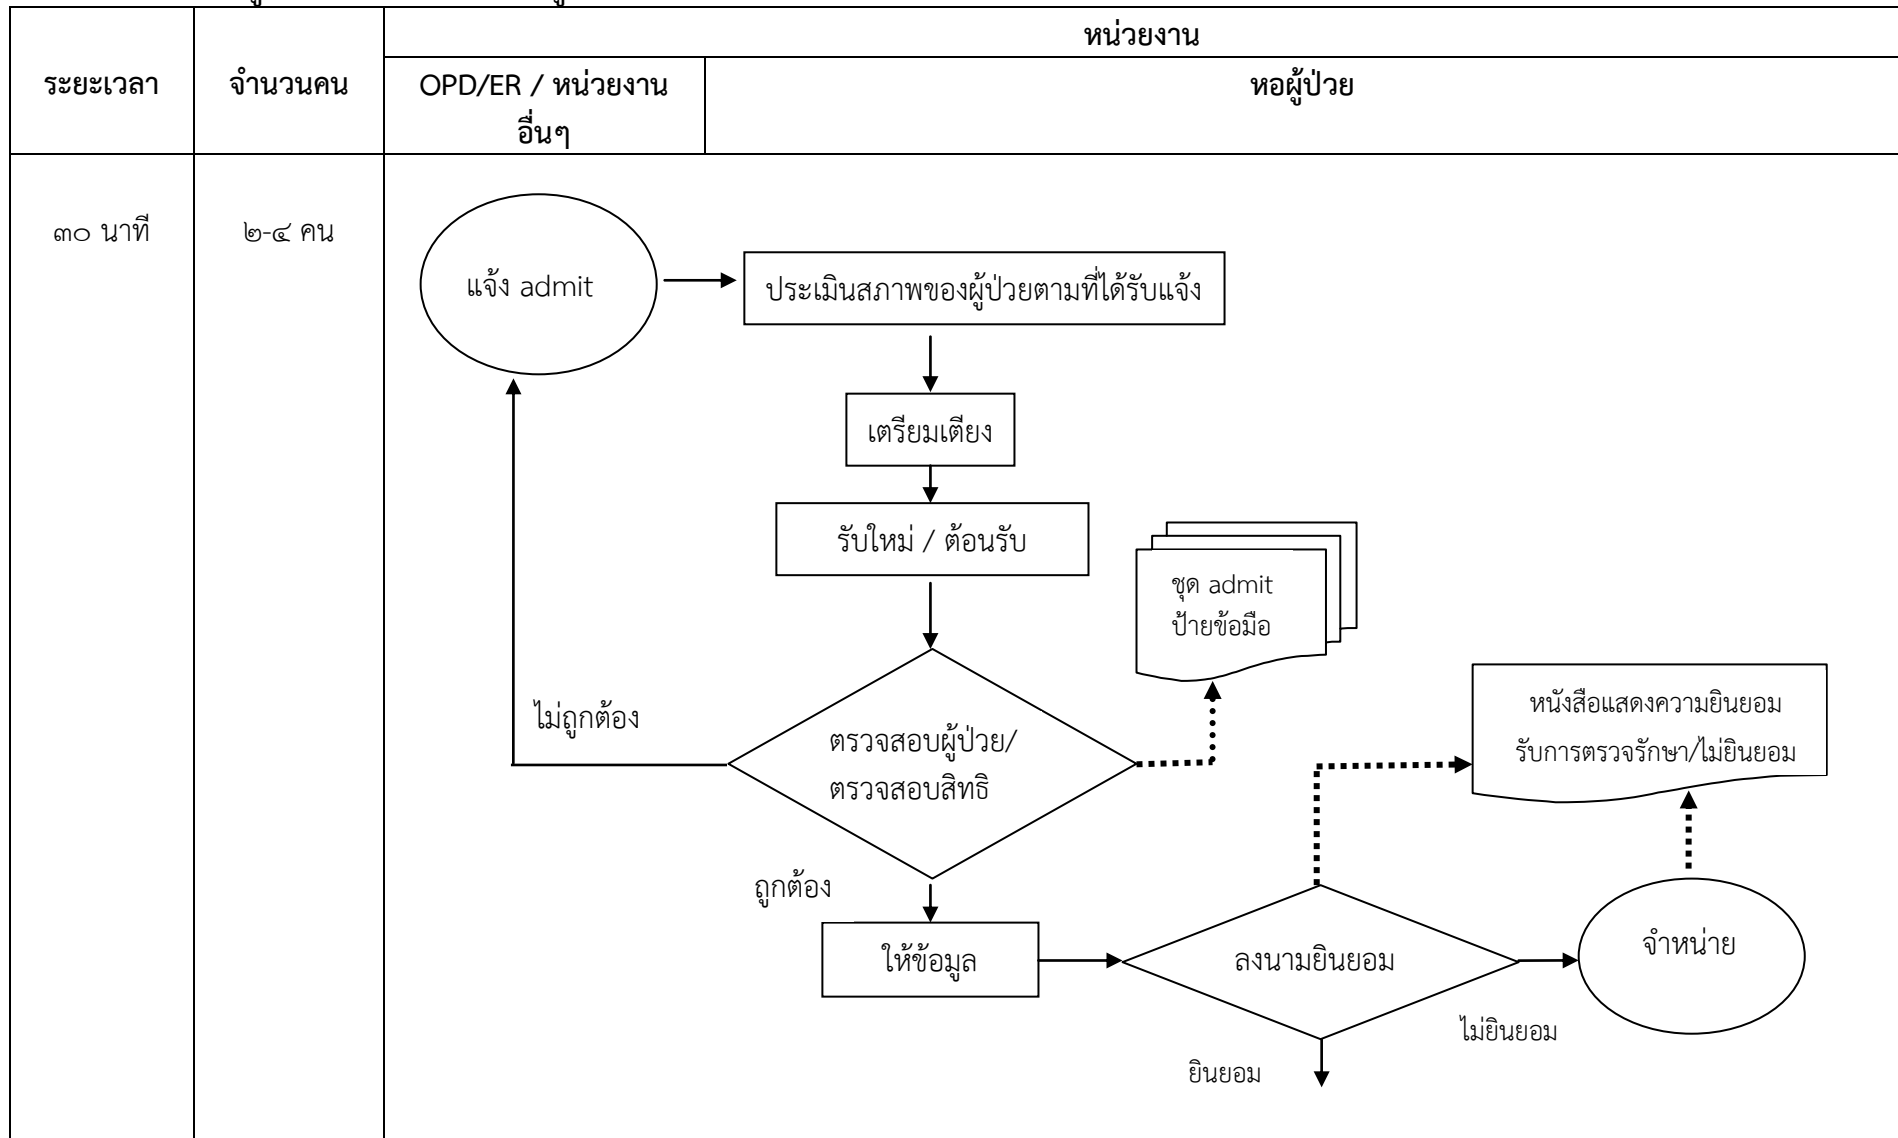 หน่วยงาน
ระยะเวลา
จำนวนคน
OPD/ER / หน่วยงาน
อื่นๆ
หอผู้ป่วย
๓๐ นาที
๒-๔ คน
แจ้ง admit
ประเมินสภาพของผู้ป่วยตามที่ได้รับแจ้ง
เตรียมเตียง
รับใหม่ / ต้อนรับ
ชุด admit
ป้ายข้อมือ
ไม่ถูกต้อง
ตรวจสอบผู้ป่วย/
ตรวจสอบสิทธิ
หนังสือแสดงความยินยอม
รับการตรวจรักษา/ไม่ยินยอม
ถูกต้อง
ให้ข้อมูล
ลงนามยินยอม
จำหน่าย
ไม่ยินยอม
ยินยอม